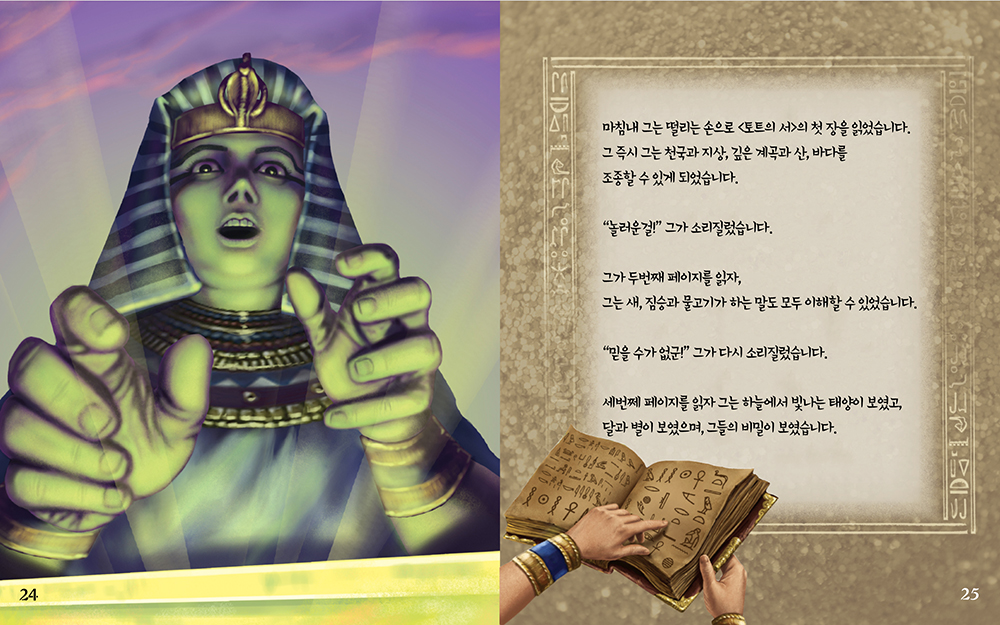 마침내 그는 떨리는 손으로 <토트의 서>의 첫 장을 읽었습니다.
그 즉시 그는 천국과 지상, 깊은 계곡과 산, 바다를
조종할 수 있게 되었습니다.
“놀러운걸!” 그가 소리질렀습니다.
그가 두번째 페이지를 읽자,
그는 새, 짐승과 물고기가 하는 말도 모두 이해할 수 있었습니다.
“믿을 수가 없군!” 그가 다시 소리질렀습니다.
세번쩨 페이지를 읽자 그는 하늘에서 빛나는 태양이 보였고,
달과 별이 보였으며, 그들의 비밀이 보였습니다.
24
25